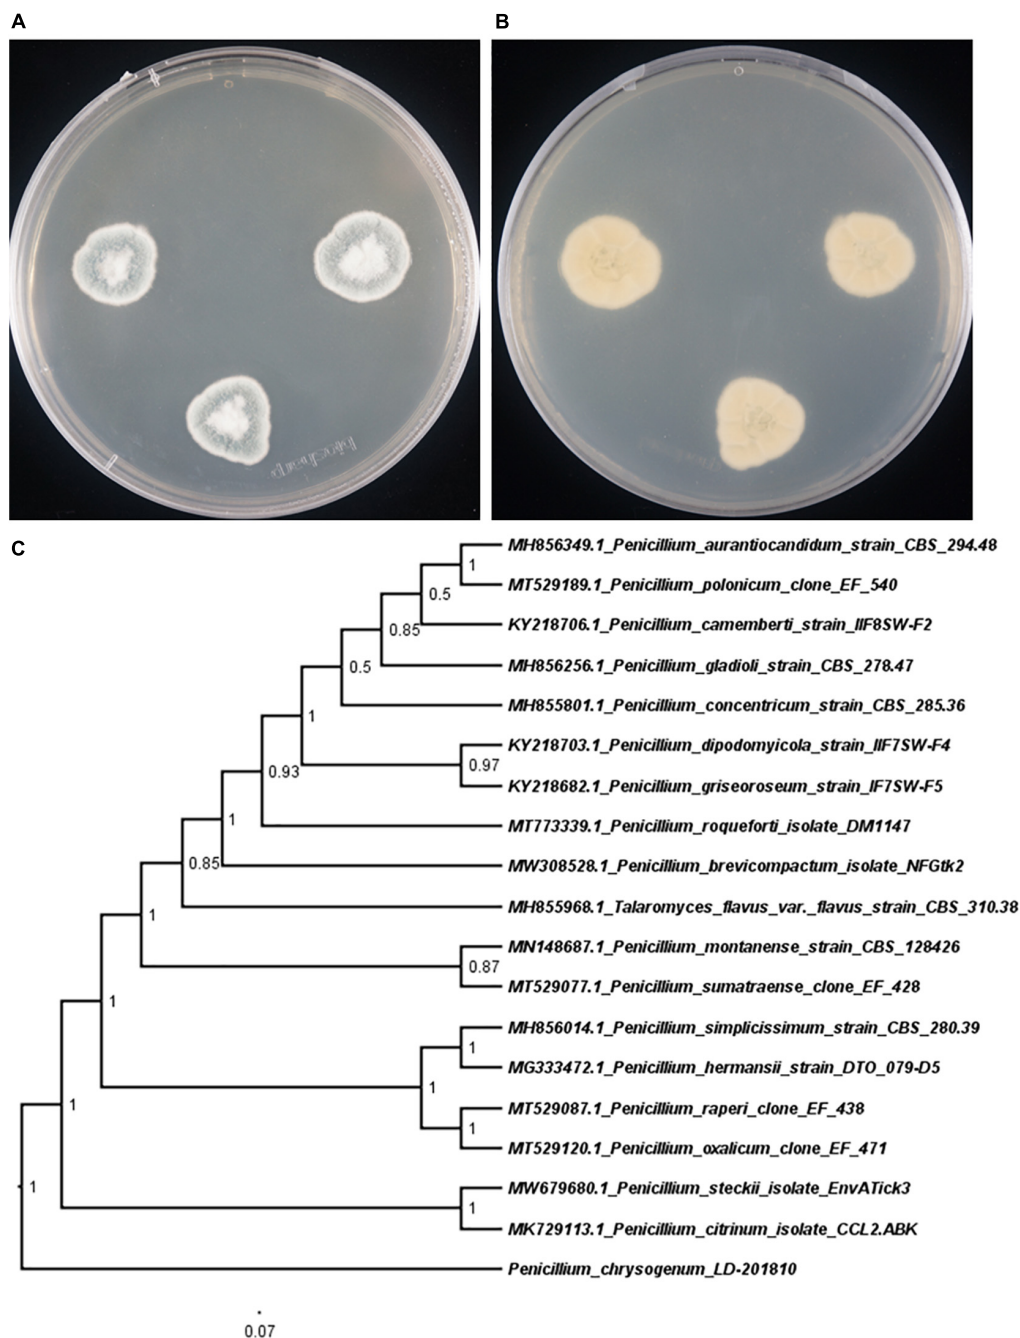 A
B
biosharp
C
MH856349.1_Penicillium_aurantiocandidum_strain_CBS_294.48
1
MT529189.1_Penicillium_polonicum_clone_EF_540
0.5
KY218706.1_Penicillium_camemberti_strain_IIF8SW-F2
0.85
MH856256.1_Penicillium_gladioli_strain_CBS_278.47
0.5
MH855801.1_Penicillium_concentricum_strain_CBS_285.36
1
KY218703.1_Penicillium_dipodomyicola_strain_IIF7SW-F4
0.97
0.93
KY218682.1_Penicillium_griseoroseum_strain_IF7SW-F5
1
MT773339.1_Penicillium_roqueforti_isolate_DM1147
0.85
MW308528.1_Penicillium_brevicompactum_isolate_NFGtk2
MH855968.1_Talaromyces_flavus_var._flavus_strain_CBS_310.38
1
MN148687.1_Penicillium_montanense_strain_CBS_128426
0.87
MT529077.1_Penicillium_sumatraense_clone_EF_428
1
MH856014.1_Penicillium_simplicissimum_strain_CBS_280.39
1
MG333472.1_Penicillium_hermansii_strain_DTO_079-D5
1
MT529087.1_Penicillium_raperi_clone_EF_438
1
1
MT529120.1_Penicillium_oxalicum_clone_EF_471
1
MW679680.1_Penicillium_steckii_isolate_EnvATick3
1
MK729113.1_Penicillium_citrinum_isolate_CCL2.ABK
Penicillium_chrysogenum_LD-201810
0.07